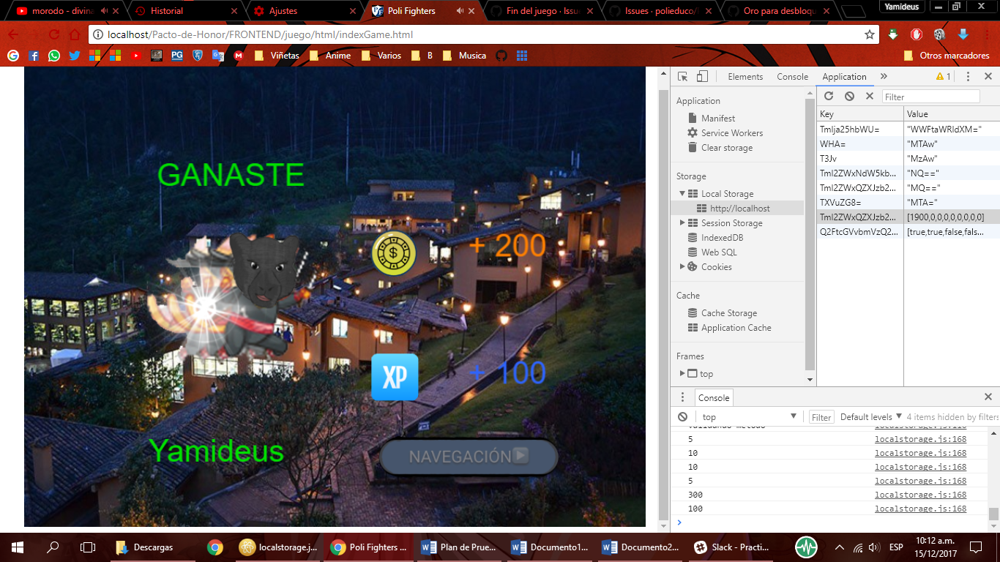 morodo - divina
Historial
Ajustes
Poli Fighters
Fin del juego · Issu
Issues · polieduco/
Oro para desbloqu
Yamideus
localhost/Pacto-de-Honor/FRONTEND/juego/html/indexGame.html
Viñetas
Anime
Varios
B
Musica
Otros marcadores
GANASTE
+ 200
XP
+ 100
Yamideus
NAVEGACIÓN
Elements
Console
Application
1
Application
Manifest
Service Workers
Clear storage
Storage
Local Storage
http://localhost
Session Storage
IndexedDB
Web SQL
Cookies
Cache
Cache Storage
Application Cache
Frames
top
Filter
Key Value
"WWFtaWRldXM="
WHA= "MTAw"
T3Jv "MzAw"
TmI2ZWxNdW5kb... "NQ=="
TmI2ZWxQZXJzb2... "MQ=="
TXVuZG8= "MTA="
TmI2ZWxQZXJzb2... [1900,0,0,0,0,0,0,0,0]
Q2FtcGVvbmVzQ2... [true,true,false,fals...
Console
top
Filter
Default levels
4 items hidden by filters
validando metodo localstorage.js:118
5 localstorage.js:168
10 localstorage.js:168
10 localstorage.js:168
5 localstorage.js:168
300 localstorage.js:168
100 localstorage.js:168
Descargas
localstorage.j...
Poli Fighters ...
Plan de Prue...
Documento1...
Documento2...
Slack - Practi...
ESP
10:12 a.m.
15/12/2017